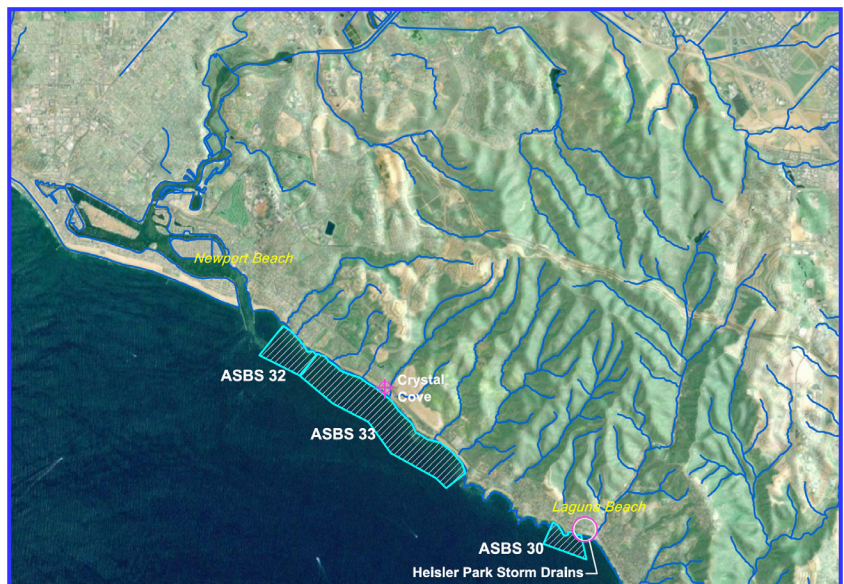 Newport Beach
ASBS 32
Crystal
Cove
ASBS 33
Laguna Beach
ASBS 30
Heisler Park Storm Drains